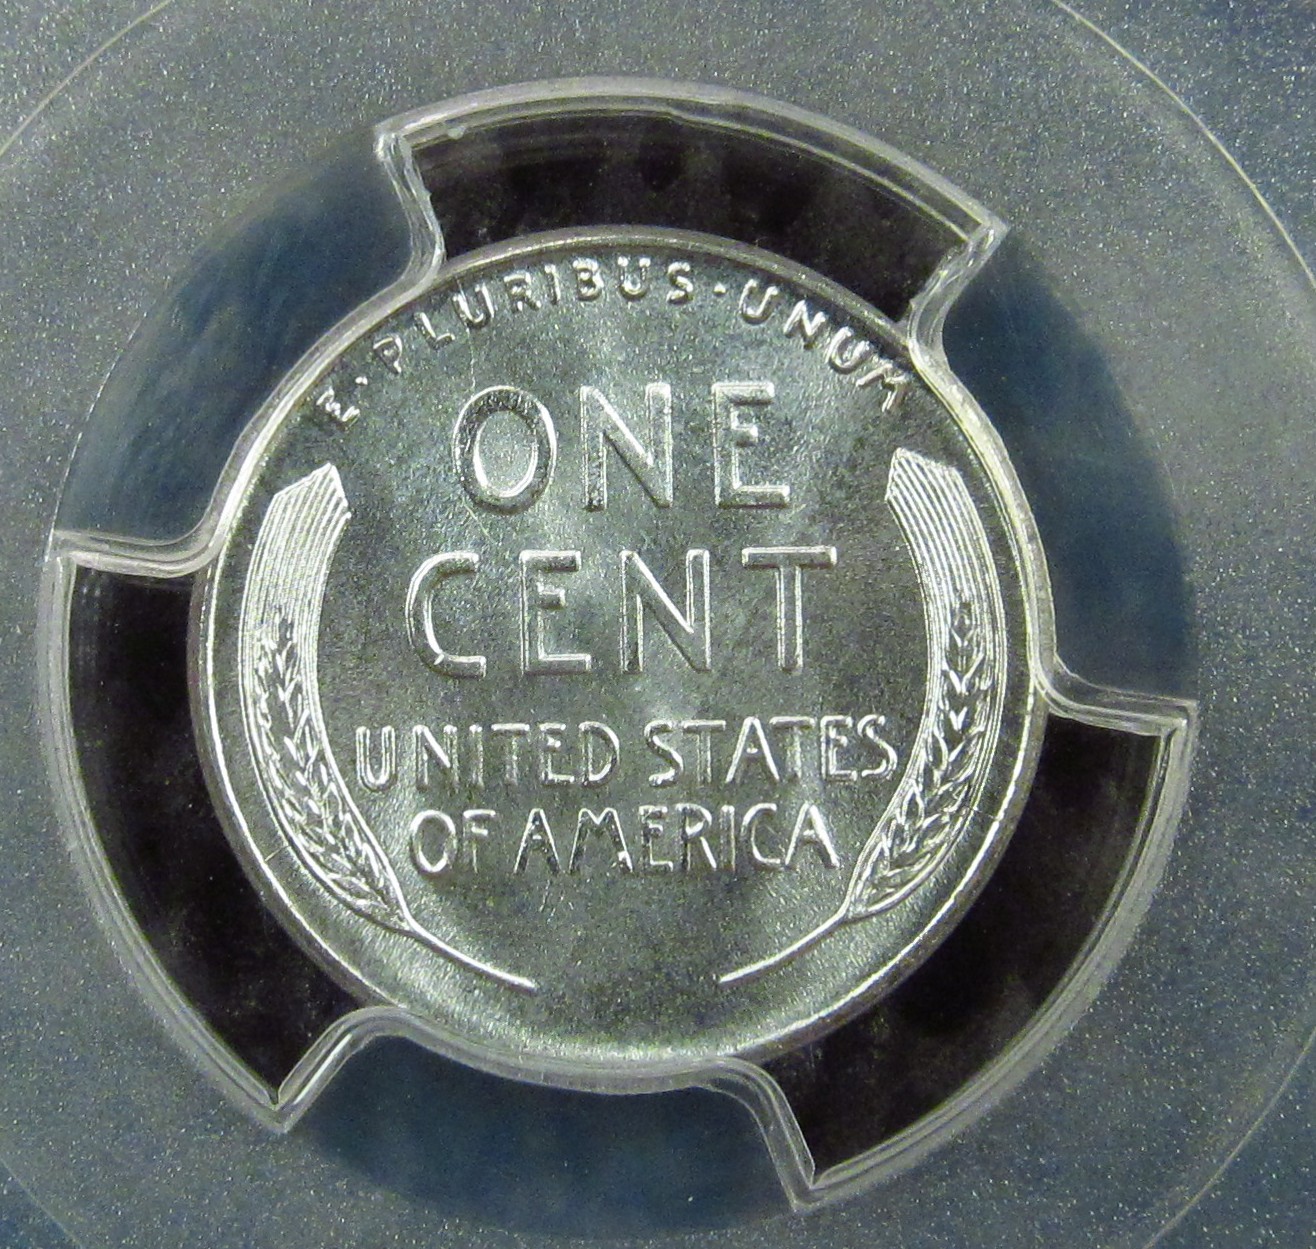 E·PLURIBUS·UNUM
ONE
CENT
UNITED STATES
OF AMERICA